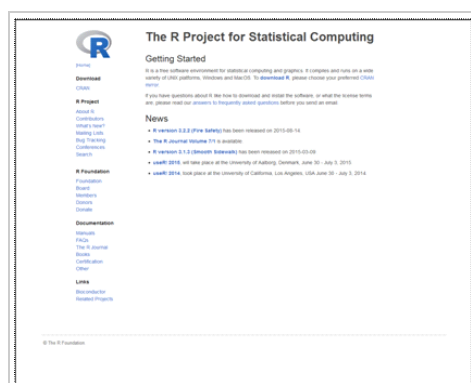 R
[Home]
Download
CRAN
R Project
About R
Contributors
What's New?
Mailing Lists
Bug Tracking
Conferences
Search
R Foundation
Foundation
Board
Members
Donors
Donate
Documentation
Manuals
FAQs
The R Journal
Books
Certification
Other
Links
Bioconductor
Related Projects
The R Project for Statistical Computing
Getting Started
R is a free software environment for statistical computing and graphics. It compiles and runs on a wide
variety of UNIX platforms, Windows and MacOS. To download R, please choose your preferred CRAN
mirror.
If you have questions about R like how to download and install the software, or what the license terms
are, please read our answers to frequently asked questions before you send an email.
News
• R version 3.2.2 (Fire Safety) has been released on 2015-08-14.
• The R Journal Volume 7/1 is available.
• R version 3.1.3 (Smooth Sidewalk) has been released on 2015-03-09.
• useR! 2015, will take place at the University of Aalborg, Denmark, June 30 - July 3, 2015.
• useR! 2014, took place at the University of California, Los Angeles, USA June 30 - July 3, 2014.
© The R Foundation